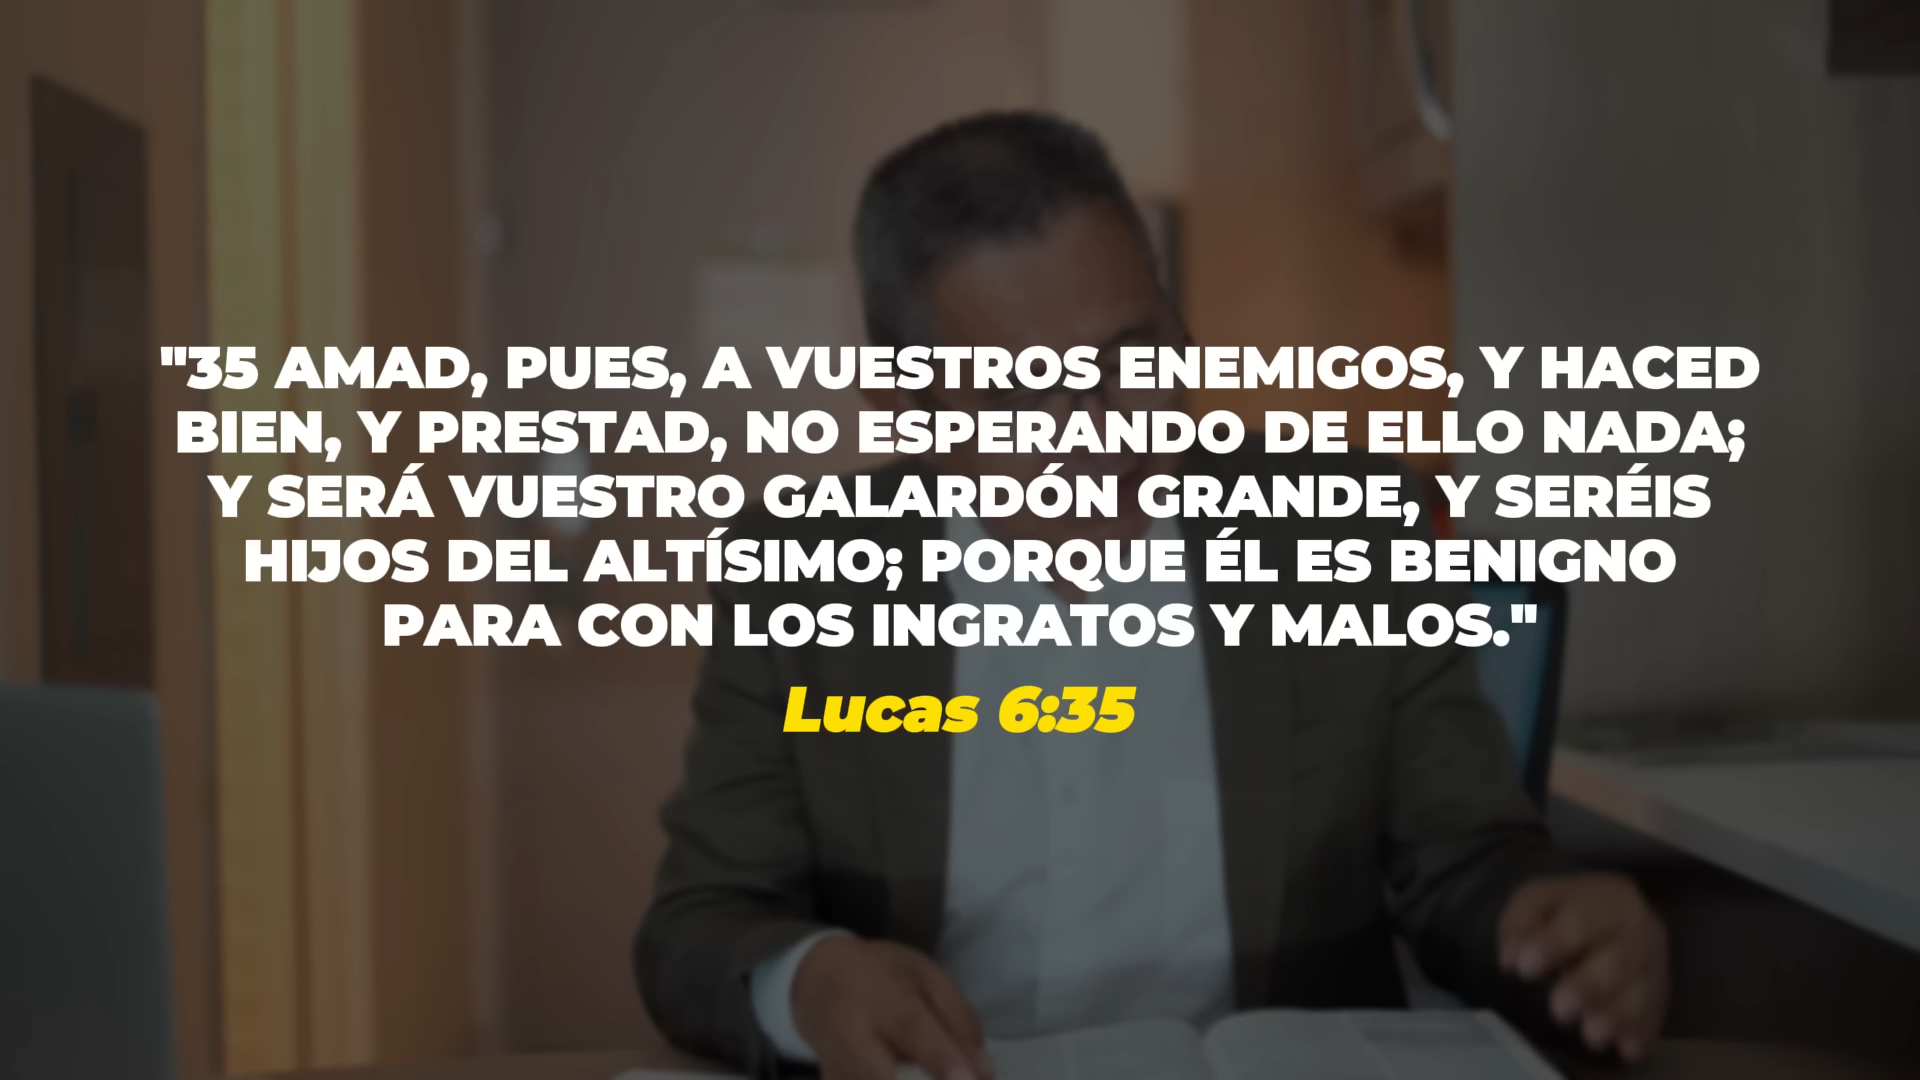 "35 AMAD, PUES, A VUESTROS ENEMIGOS, Y HACED
BIEN, Y PRESTAD, NO ESPERANDO DE ELLO NADA;
Y SERÁ VUESTRO GALARDÓN GRANDE, Y SERÉIS
HIJOS DEL ALTÍSIMO; PORQUE ÉL ES BENIGNO
PARA CON LOS INGRATOS Y MALOS."
Lucas 6:35